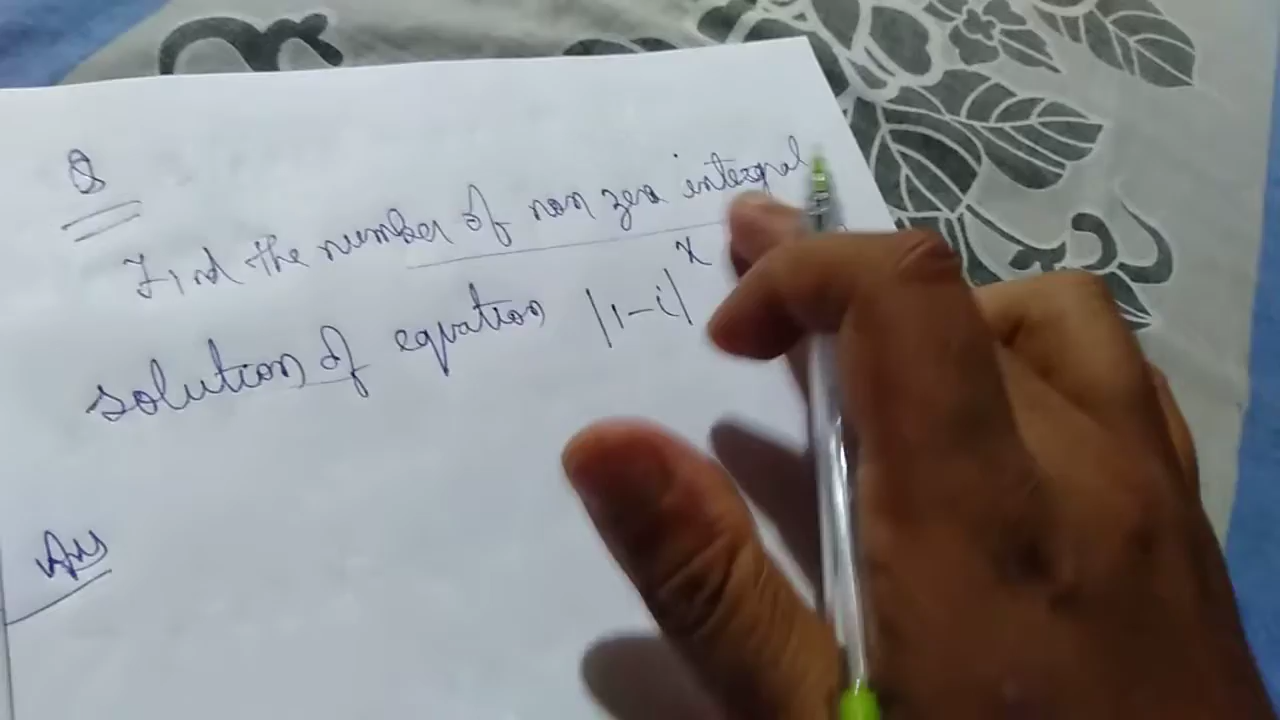 Q
Find the number of non zero integral
solution of equation |1-i|^x
Ans